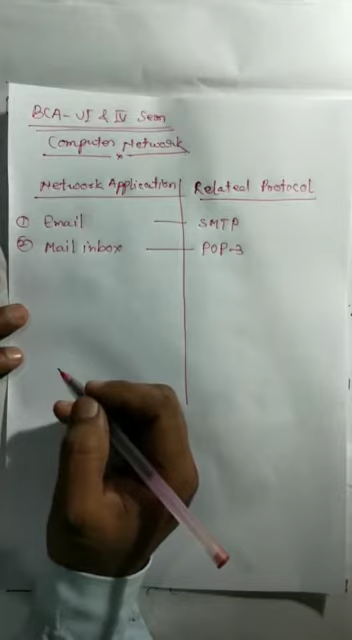 BCA-VI & IV Sem
Computer Network
Network Application Related Protocol
① Email — SMTP
② Mail inbox — POP-3